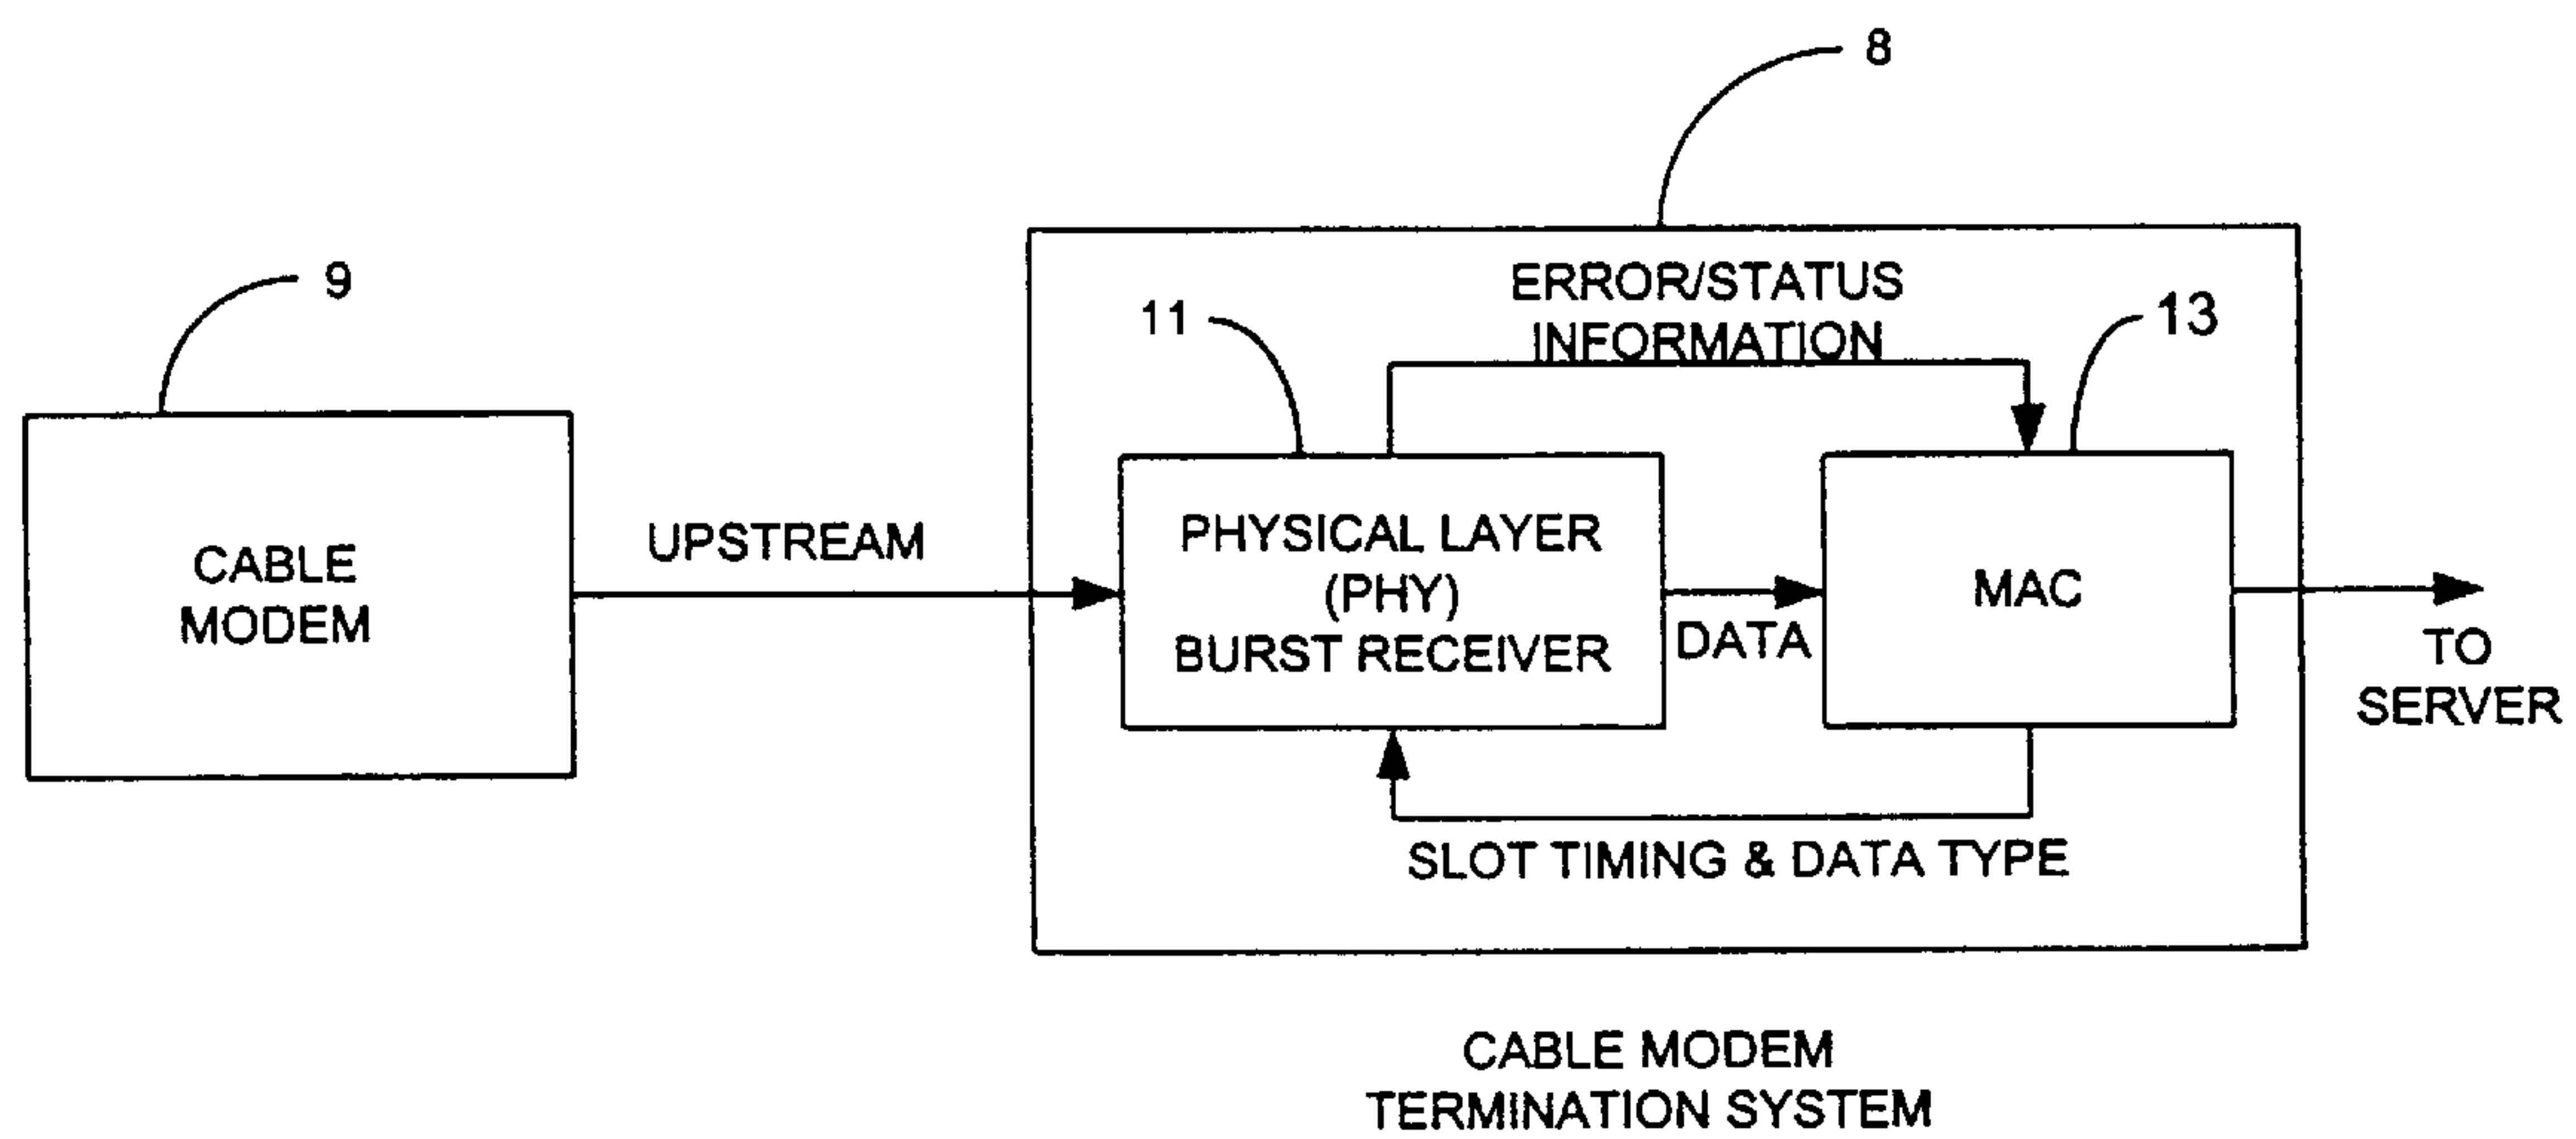 8
9
ERROR/STATUS
INFORMATION
11
13
CABLE
MODEM
UPSTREAM
PHYSICAL LAYER
(PHY)
BURST RECEIVER
DATA
MAC
TO
SERVER
SLOT TIMING & DATA TYPE
CABLE MODEM
TERMINATION SYSTEM